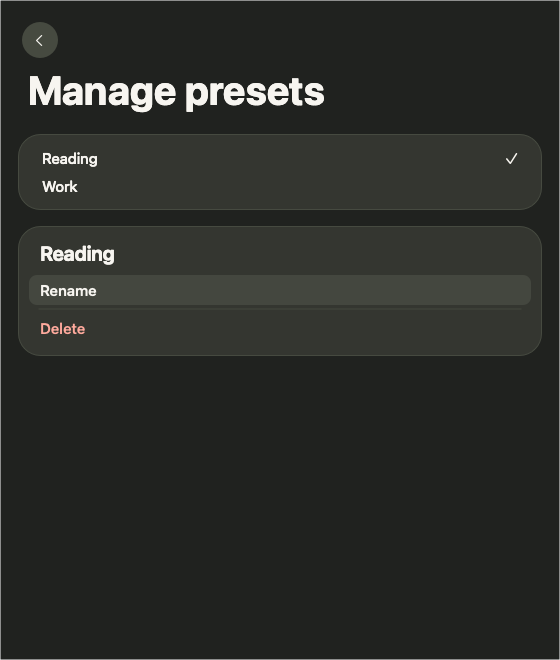 Manage presets
Reading
Work
Reading
Rename
Delete